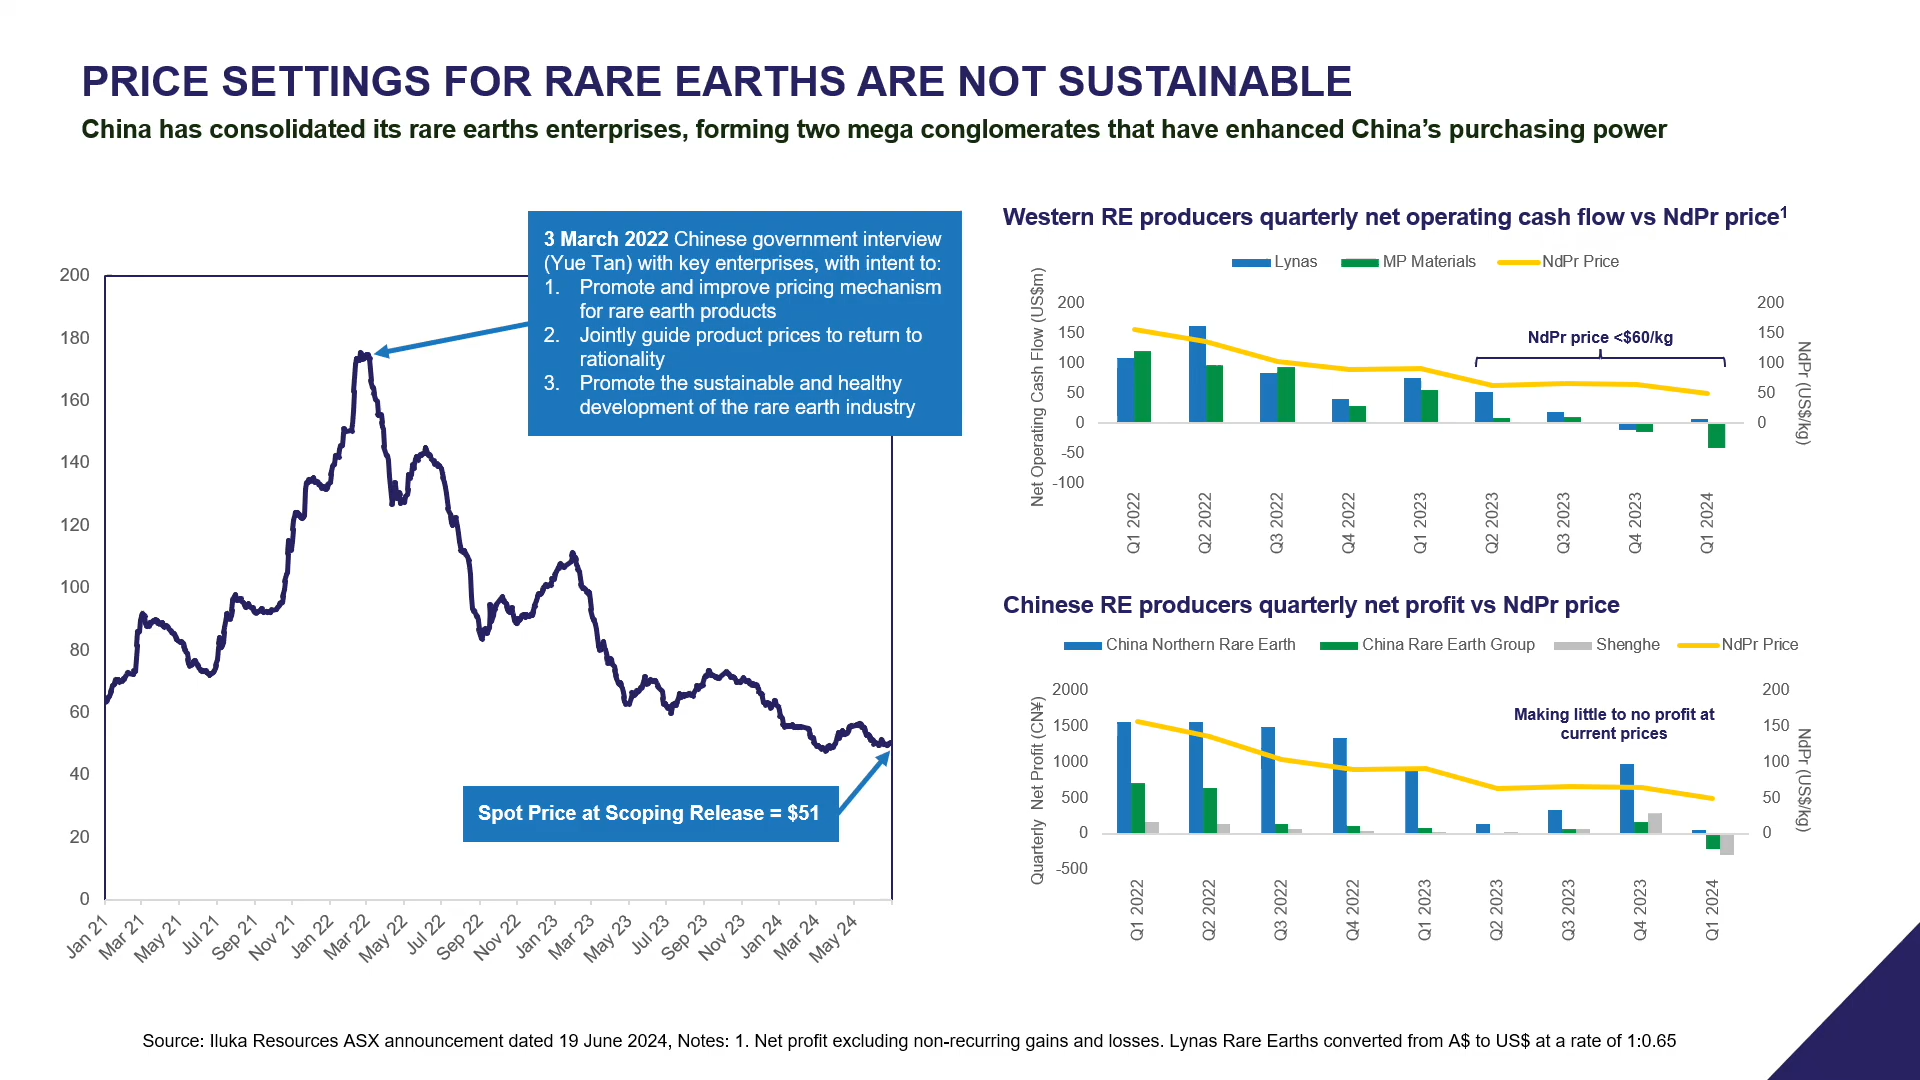 PRICE SETTINGS FOR RARE EARTHS ARE NOT SUSTAINABLE
China has consolidated its rare earths enterprises, forming two mega conglomerates that have enhanced China's purchasing power
3 March 2022 Chinese government interview
(Yue Tan) with key enterprises, with intent to:
1. Promote and improve pricing mechanism
for rare earth products
2. Jointly guide product prices to return to
rationality
3. Promote the sustainable and healthy
development of the rare earth industry
200
180
160
140
120
100
80
60
40
20
0
Spot Price at Scoping Release = $51
Jan 21
Mar 21
May 21
Jul 21
Sep 21
Nov 21
Jan 22
Mar 22
May 22
Jul 22
Sep 22
Nov 22
Jan 23
Mar 23
May 23
Jul 23
Sep 23
Nov 23
Jan 24
Mar 24
May 24
Western RE producers quarterly net operating cash flow vs NdPr price¹
Lynas
MP Materials
NdPr Price
Net Operating Cash Flow (US$m)
200
150
100
50
0
-50
-100
NdPr price <$60/kg
200
150
100
50
0
NdPr (US$/kg)
Q1 2022
Q2 2022
Q3 2022
Q4 2022
Q1 2023
Q2 2023
Q3 2023
Q4 2023
Q1 2024
Chinese RE producers quarterly net profit vs NdPr price
China Northern Rare Earth
China Rare Earth Group
Shenghe
NdPr Price
Quarterly Net Profit (CN¥)
2000
1500
1000
500
0
-500
Making little to no profit at
current prices
200
150
100
50
0
NdPr (US$/kg)
Q1 2022
Q2 2022
Q3 2022
Q4 2022
Q1 2023
Q2 2023
Q3 2023
Q4 2023
Q1 2024
Source: Iluka Resources ASX announcement dated 19 June 2024, Notes: 1. Net profit excluding non-recurring gains and losses. Lynas Rare Earths converted from A$ to US$ at a rate of 1:0.65